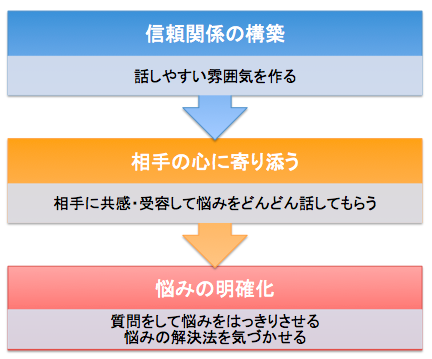 信頼関係の構築
話しやすい雰囲気を作る
相手の心に寄り添う
相手に共感・受容して悩みをどんどん話してもらう
悩みの明確化
質問をして悩みをはっきりさせる
悩みの解決法を気づかせる